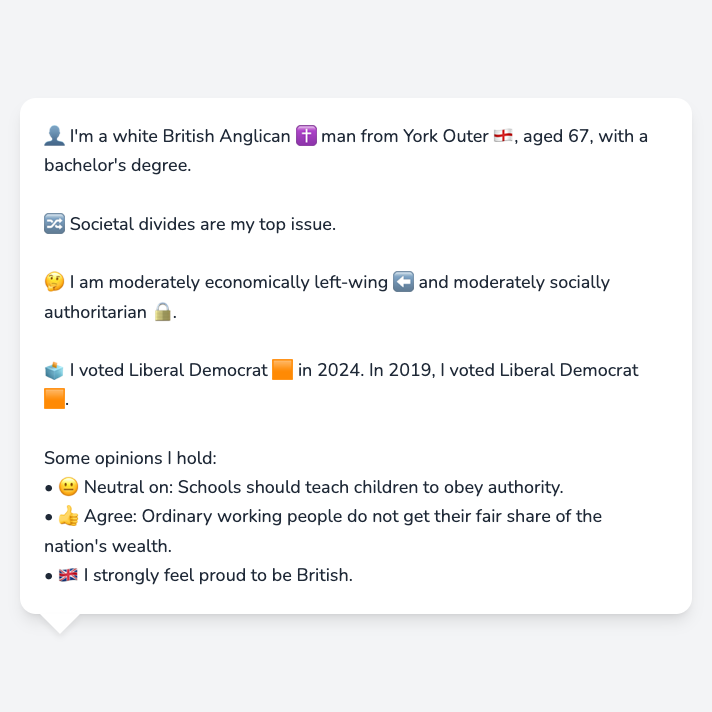 👤 I'm a white British Anglican ✝️ man from York Outer 🏴󠁧󠁢󠁥󠁮󠁧󠁿, aged 67, with a
bachelor's degree.
🔀 Societal divides are my top issue.
🤔 I am moderately economically left-wing ⬅️ and moderately socially
authoritarian 🔒.
🗳️ I voted Liberal Democrat 🟧 in 2024. In 2019, I voted Liberal Democrat
🟧.
Some opinions I hold:
• 😐 Neutral on: Schools should teach children to obey authority.
• 👍 Agree: Ordinary working people do not get their fair share of the
nation's wealth.
• 🇬🇧 I strongly feel proud to be British.